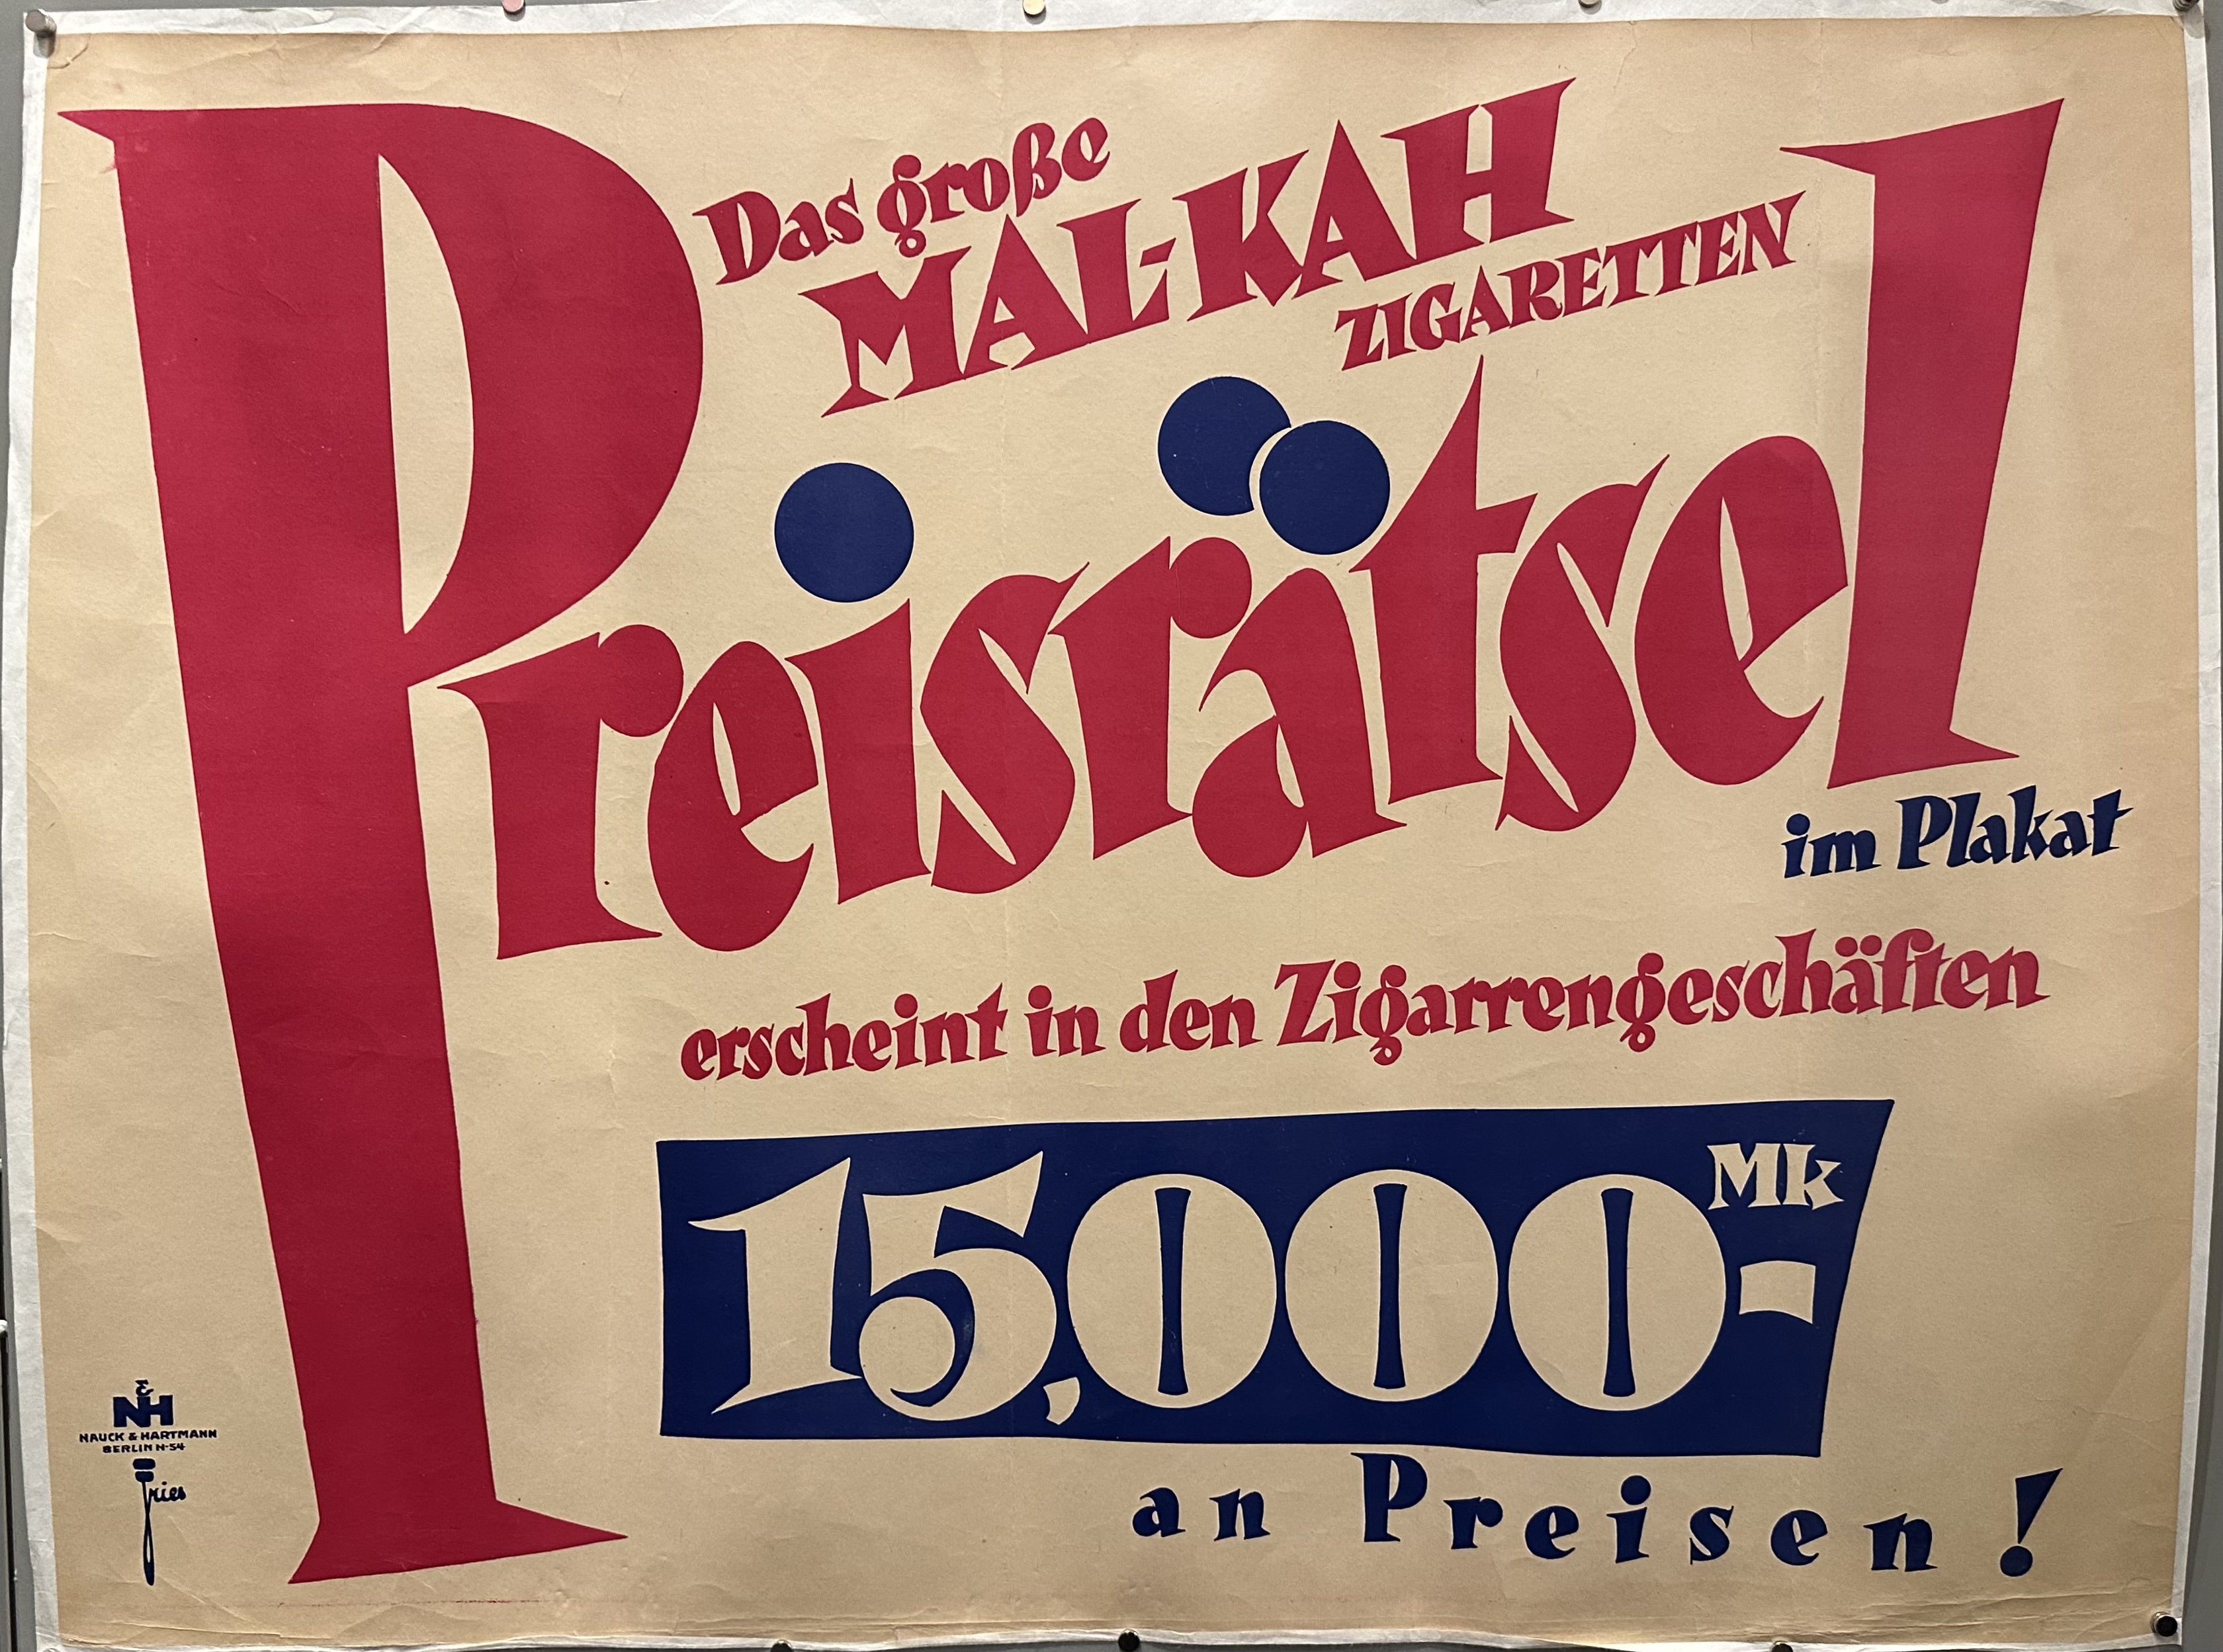 Das große
MAL-KAH
ZIGARETTEN
Preisrätsel
im Plakat
erscheint in den Zigarrengeschäften
15,000 Mk -
an Preisen!
N&H
NAUCK & HARTMANN
BERLIN N·54
Fries